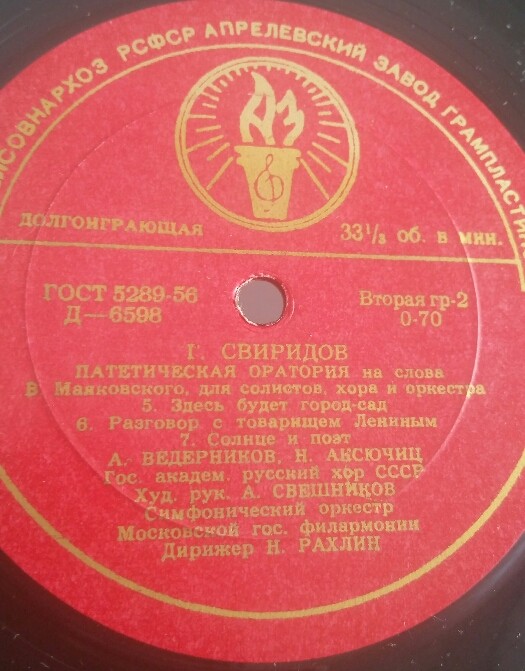 РСФСР АПРЕЛЕВСКИЙ ЗАВОД
АЗ
ДОЛГОИГРАЮЩАЯ 33⅓ об. в мин.
ГОСТ 5289-56 Вторая гр-2
Д—6598 0-70
Г. СВИРИДОВ
ПАТЕТИЧЕСКАЯ ОРАТОРИЯ на слова
В. Маяковского, для солистов, хора и оркестра
5. Здесь будет город-сад
6. Разговор с товарищем Лениным
7. Солнце и поэт
А. ВЕДЕРНИКОВ, Н. АКСЮЧИЦ
Гос. академ. русский хор СССР
Худ. рук. А. СВЕШНИКОВ
Симфонический оркестр
Московской гос. филармонии
Дирижер Н. РАХЛИН